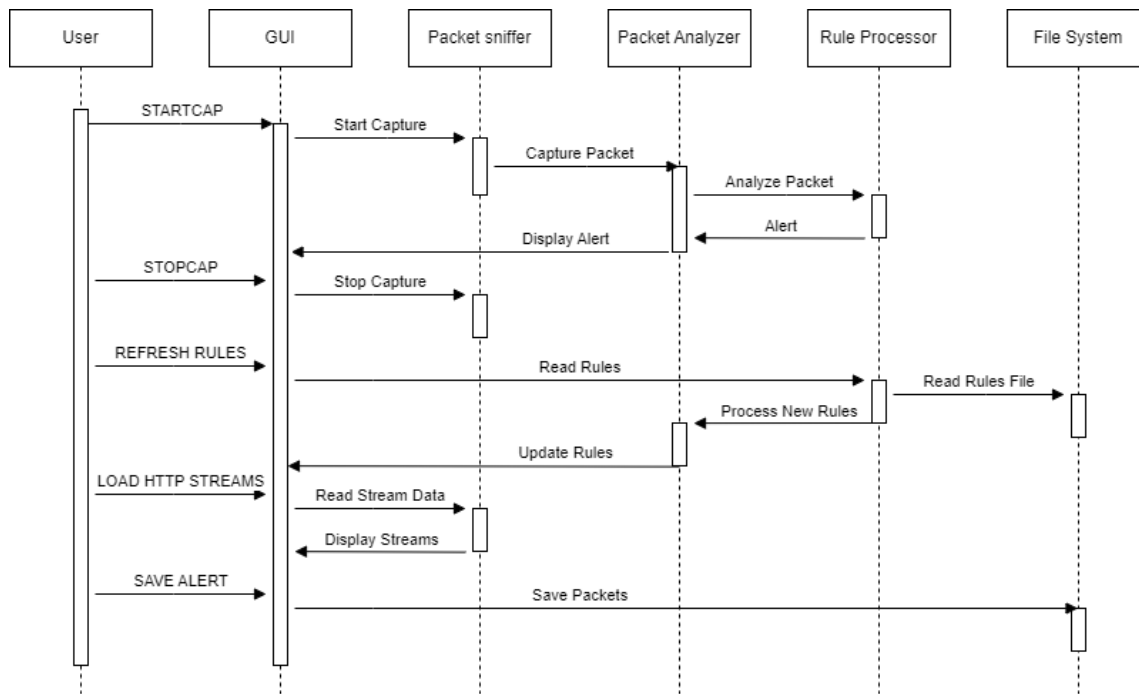 User
GUI
Packet sniffer
Packet Analyzer
Rule Processor
File System
STARTCAP
Start Capture
Capture Packet
Analyze Packet
Alert
Display Alert
STOPCAP
Stop Capture
REFRESH RULES
Read Rules
Read Rules File
Process New Rules
Update Rules
LOAD HTTP STREAMS
Read Stream Data
Display Streams
SAVE ALERT
Save Packets